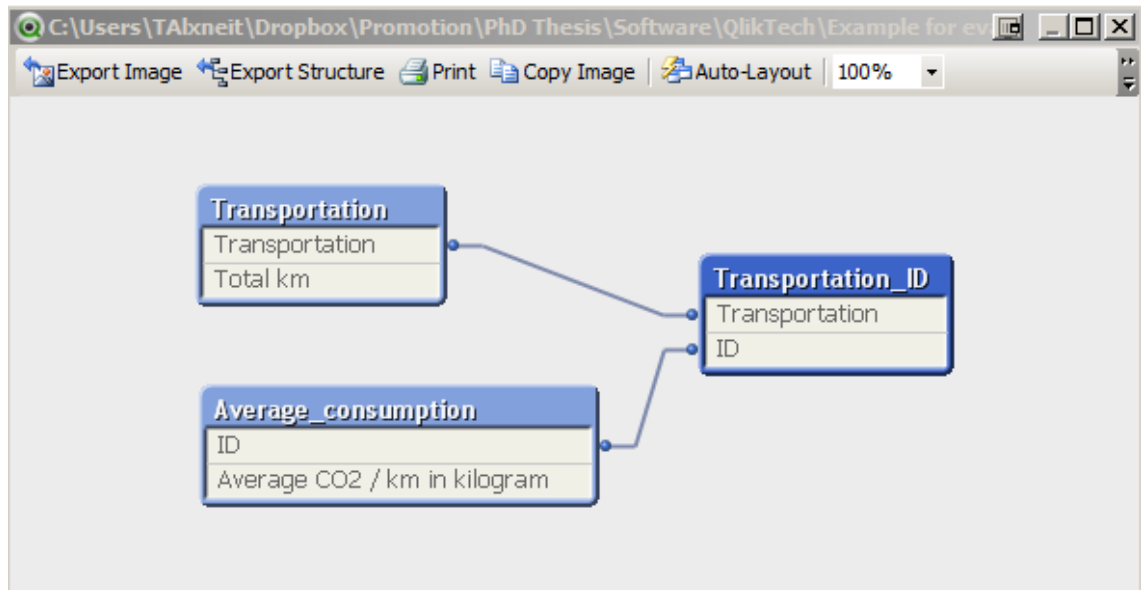 C:\Users\TAlxneit\Dropbox\Promotion\PhD Thesis\Software\QlikTech\Example for ev
Export Image Export Structure Print Copy Image Auto-Layout 100%
Transportation
Transportation
Total km
Transportation_ID
Transportation
ID
Average_consumption
ID
Average CO2 / km in kilogram